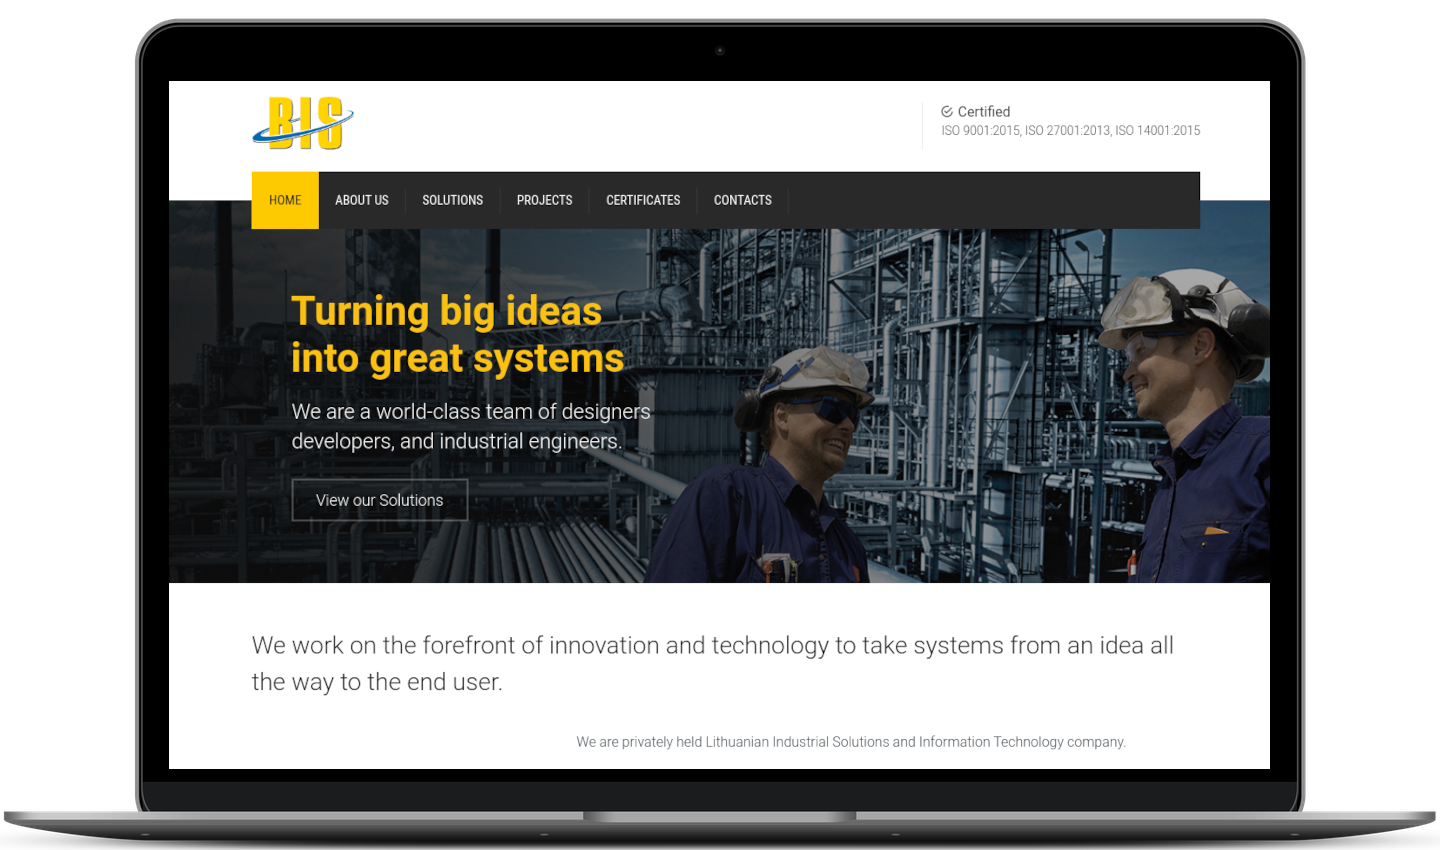 BIS
Certified
ISO 9001:2015, ISO 27001:2013, ISO 14001:2015
HOME ABOUT US SOLUTIONS PROJECTS CERTIFICATES CONTACTS
Turning big ideas
into great systems
We are a world-class team of designers
developers, and industrial engineers.
View our Solutions
We work on the forefront of innovation and technology to take systems from an idea all
the way to the end user.
We are privately held Lithuanian Industrial Solutions and Information Technology company.